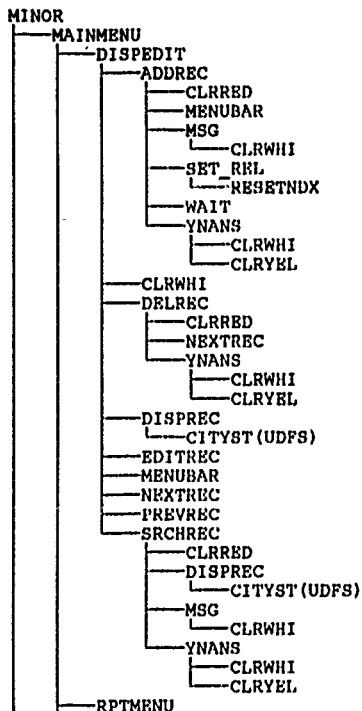 MINOR
MAINMENU
DISPEDIT
ADDREC
CLRRED
MENUBAR
MSG
CLRWHI
SET_REL
RESETNDX
WAIT
YNANS
CLRWHI
CLRYEL
CLRWHI
DELREC
CLRRED
NEXTREC
YNANS
CLRWHI
CLRYEL
DISPREC
CITYST(UDFS)
EDITREC
MENUBAR
NEXTREC
PREVREC
SRCHREC
CLRRED
DISPREC
CITYST(UDFS)
MSG
CLRWHI
YNANS
CLRWHI
CLRYEL
RPTMENU